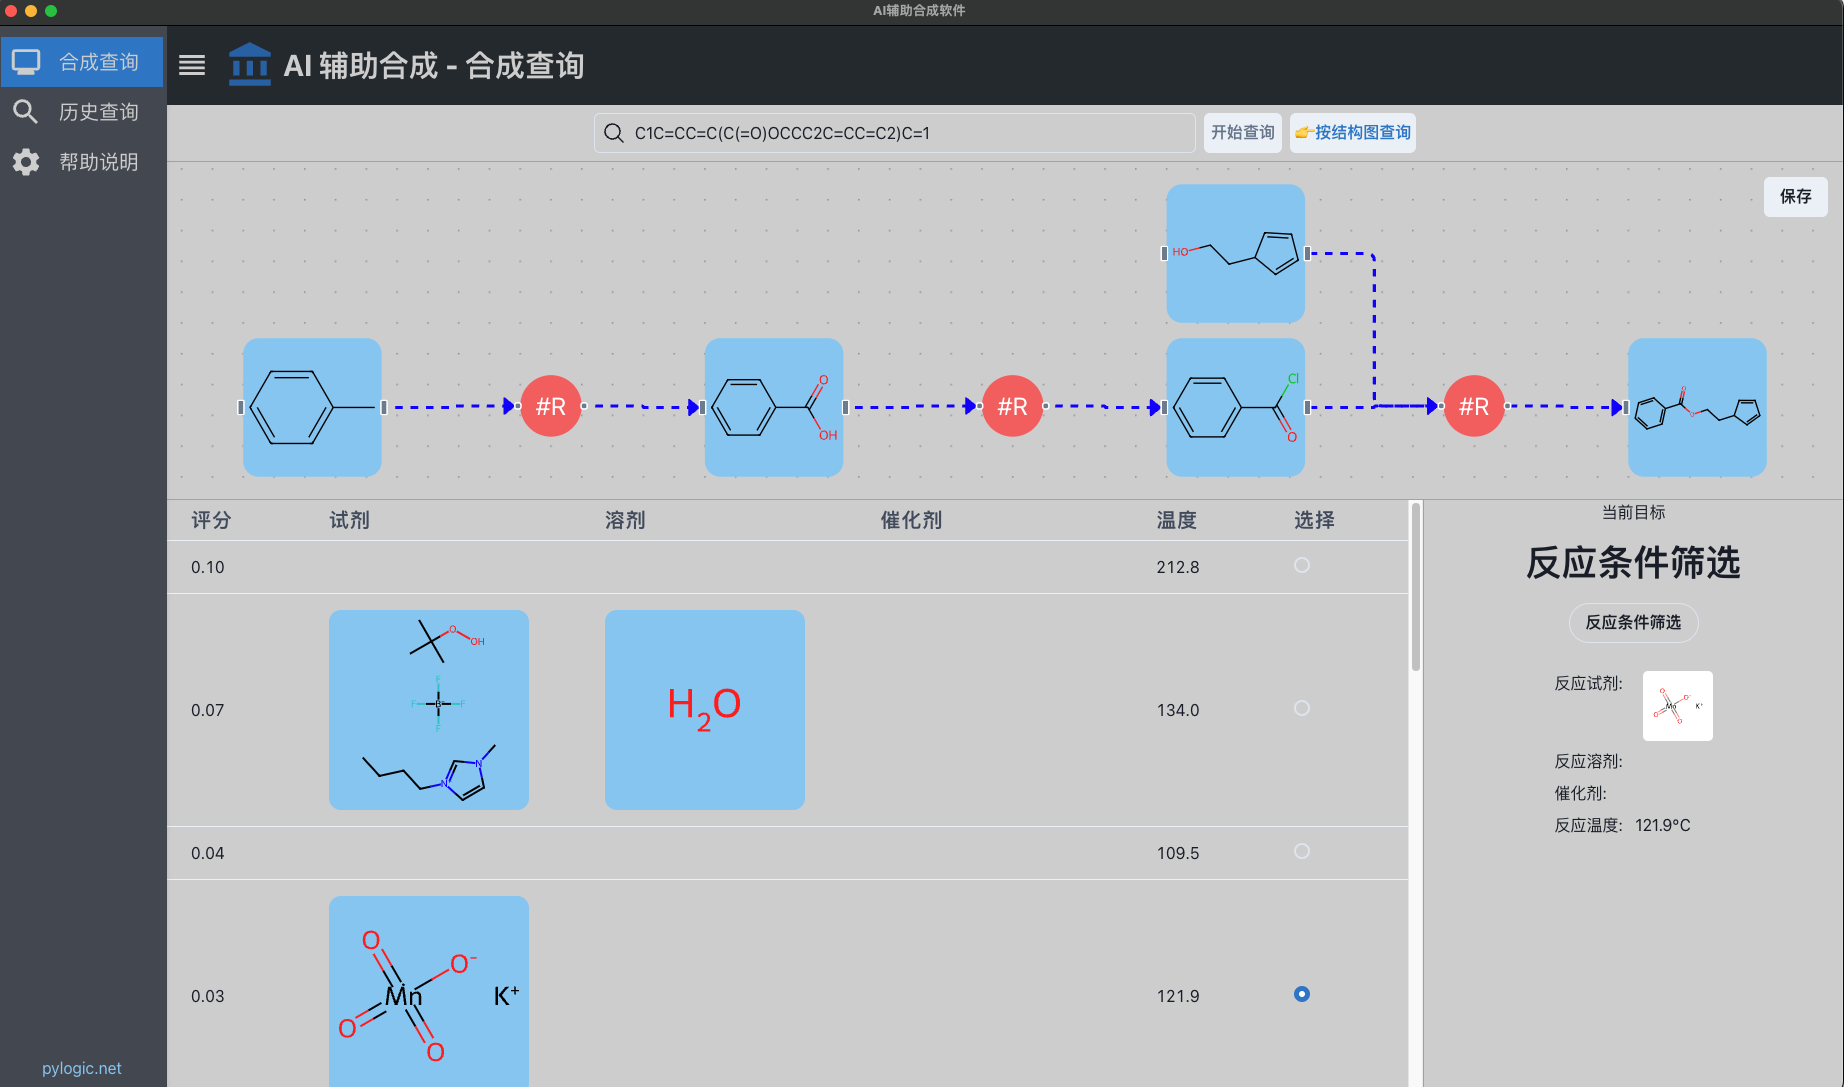 AI辅助合成软件
合成查询
历史查询
帮助说明
AI 辅助合成 - 合成查询
C1C=CC=C(C(=O)OCCC2C=CC=C2)C=1
开始查询
👉按结构图查询
保存
HO
#R
O
OH
#R
Cl
O
#R
O
O
评分 试剂 溶剂 催化剂 温度 选择
0.10 212.8
O
OH
F
F B F
F
N
N
0.07 H₂O 134.0
0.04 109.5
O
O⁻
Mn K⁺
O
O
0.03 121.9
当前目标
反应条件筛选
反应条件筛选
反应试剂:
O
O⁻
Mn K⁺
O
O
反应溶剂:
催化剂:
反应温度: 121.9°C
pylogic.net